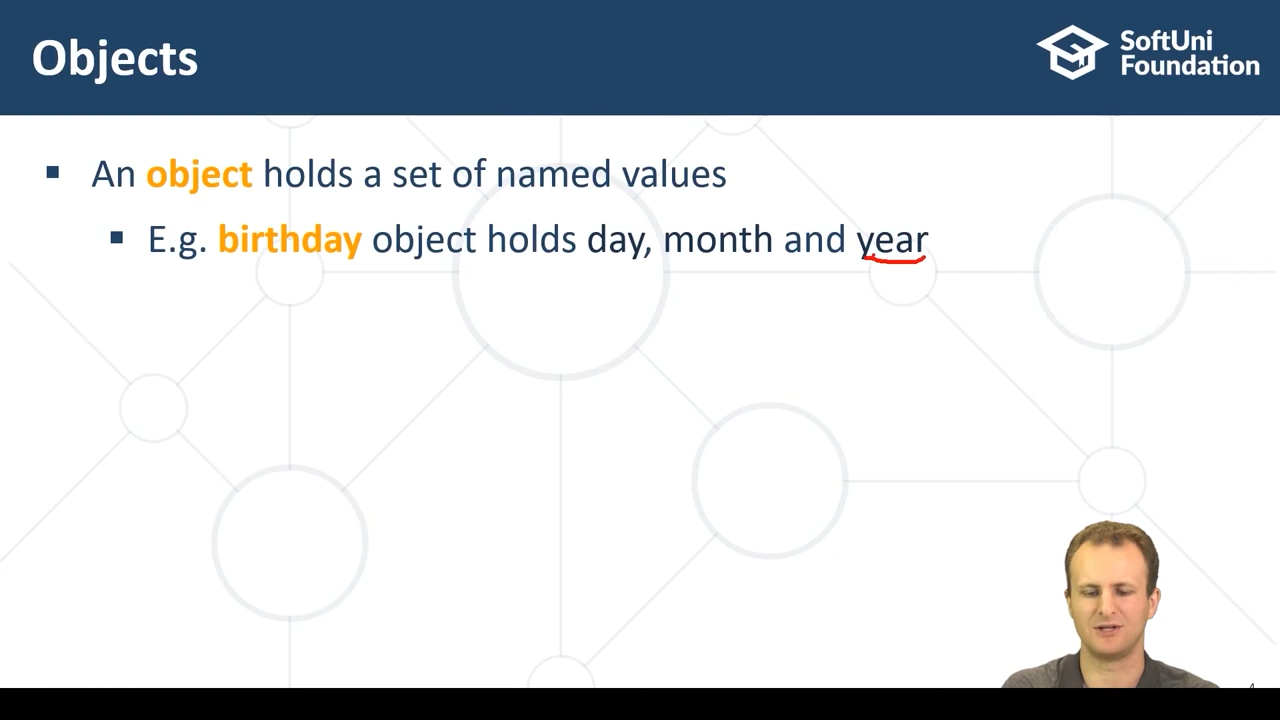 Objects
SoftUni
Foundation
▪ An object holds a set of named values
▪ E.g. birthday object holds day, month and year